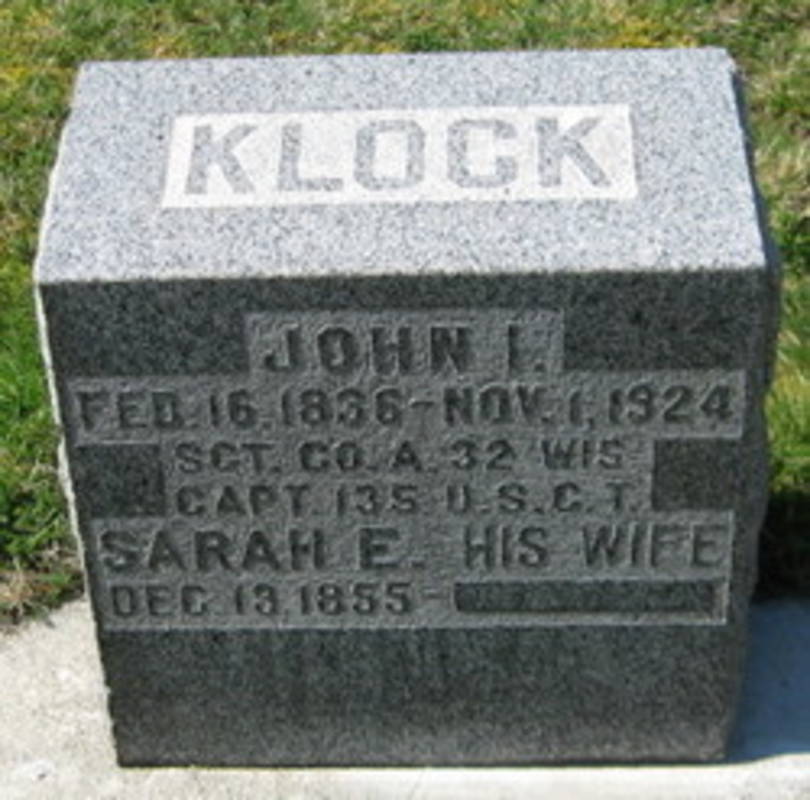 KLOCK
JOHN I.
FEB. 16, 1836 - NOV. 1, 1924
SGT. CO. A. 32 WIS
CAPT. 135 U.S.C.T.
SARAH E. HIS WIFE
DEC. 13, 1855 -